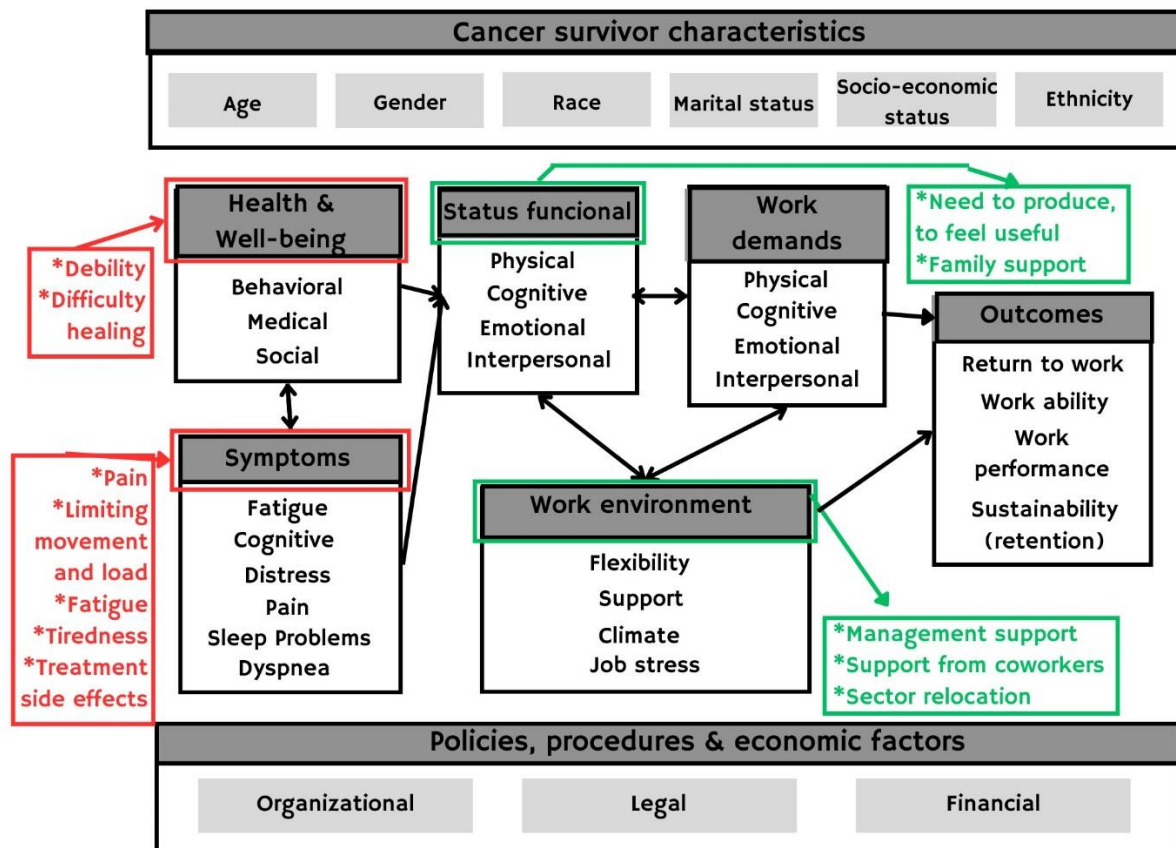 Cancer survivor characteristics
Age
Gender
Race
Marital status
Socio-economic
status
Ethnicity
Health &
Well-being
Behavioral
Medical
Social
*Debility
*Difficulty
healing
Status funcional
Physical
Cognitive
Emotional
Interpersonal
Work
demands
Physical
Cognitive
Emotional
Interpersonal
*Need to produce,
to feel useful
*Family support
Outcomes
Return to work
Work ability
Work
performance
Sustainability
(retention)
Symptoms
Fatigue
Cognitive
Distress
Pain
Sleep Problems
Dyspnea
*Pain
*Limiting
movement
and load
*Fatigue
*Tiredness
*Treatment
side effects
Work environment
Flexibility
Support
Climate
Job stress
*Management support
*Support from coworkers
*Sector relocation
Policies, procedures & economic factors
Organizational
Legal
Financial